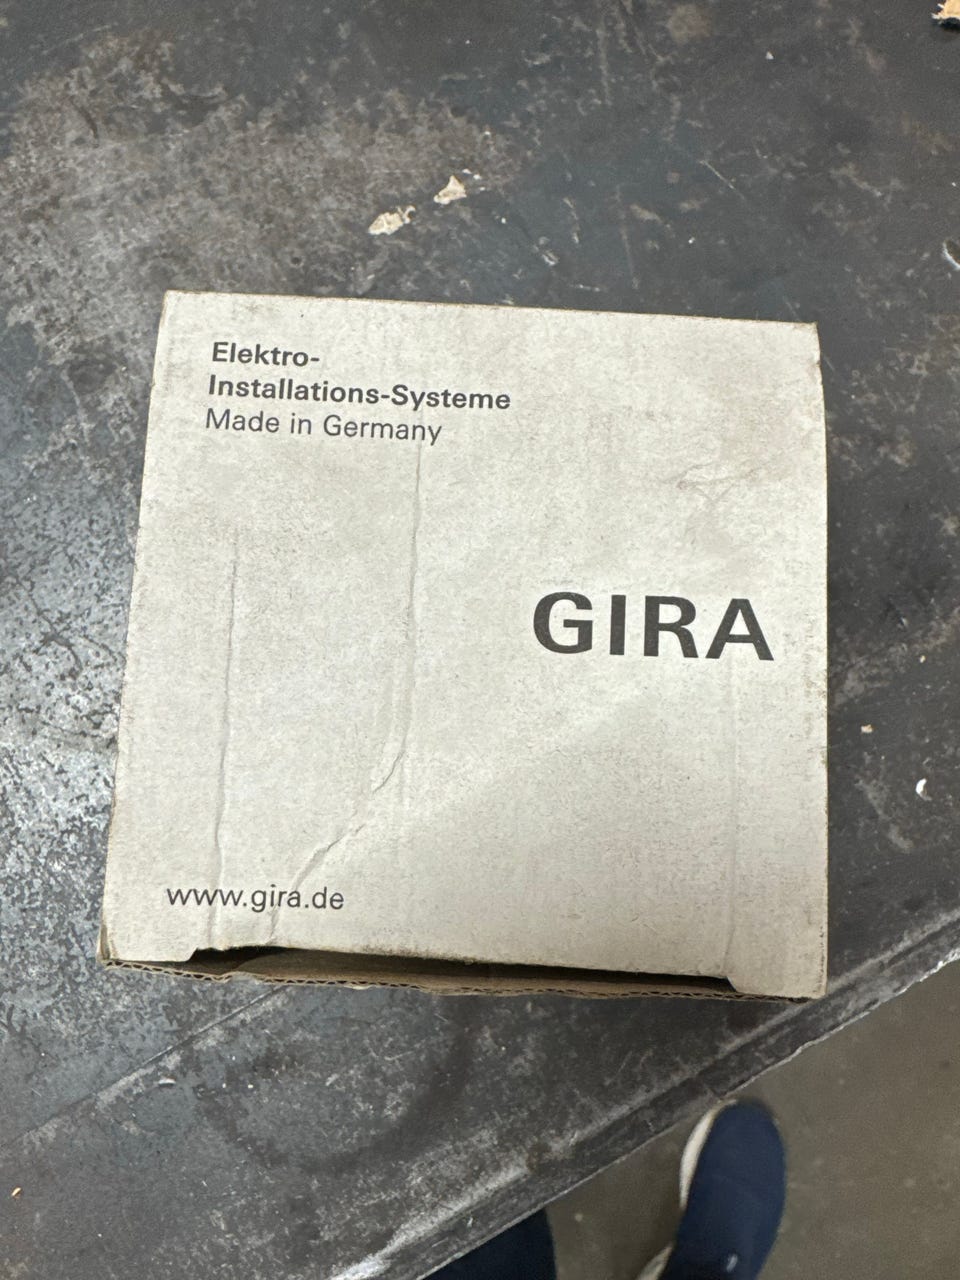 Elektro-
Installations-Systeme
Made in Germany
GIRA
www.gira.de